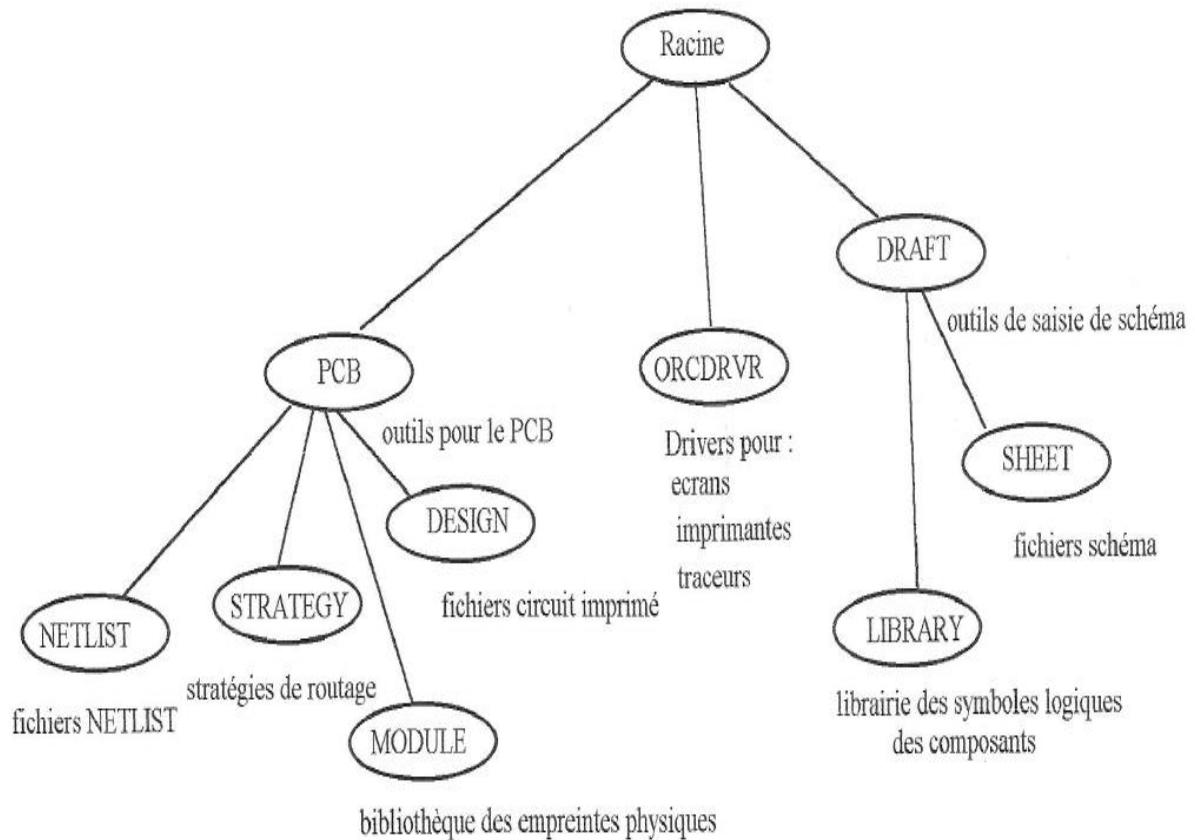 Racine
DRAFT
outils de saisie de schéma
PCB
ORCDRVR
outils pour le PCB
Drivers pour :
ecrans
imprimantes
traceurs
SHEET
fichiers schéma
DESIGN
fichiers circuit imprimé
STRATEGY
stratégies de routage
NETLIST
fichiers NETLIST
LIBRARY
librairie des symboles logiques
des composants
MODULE
bibliothèque des empreintes physiques